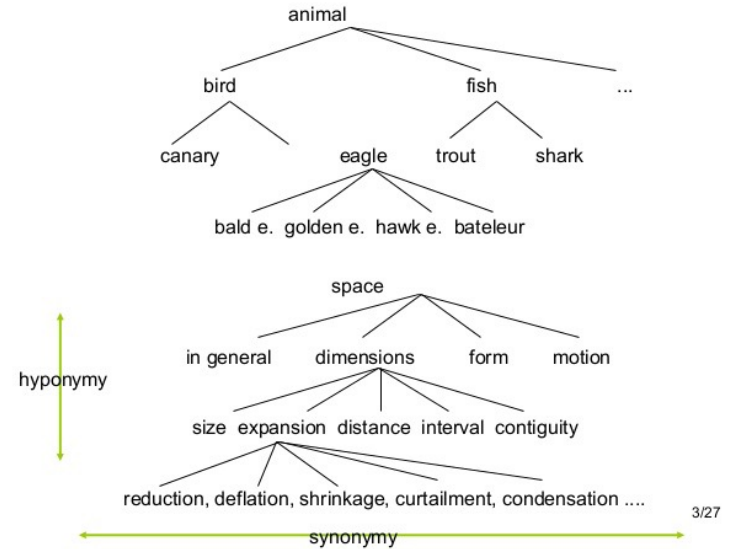 animal
bird fish ...
canary eagle trout shark
bald e. golden e. hawk e. bateleur
space
in general dimensions form motion
hyponymy
size expansion distance interval contiguity
reduction, deflation, shrinkage, curtailment, condensation ....
3/27
synonymy